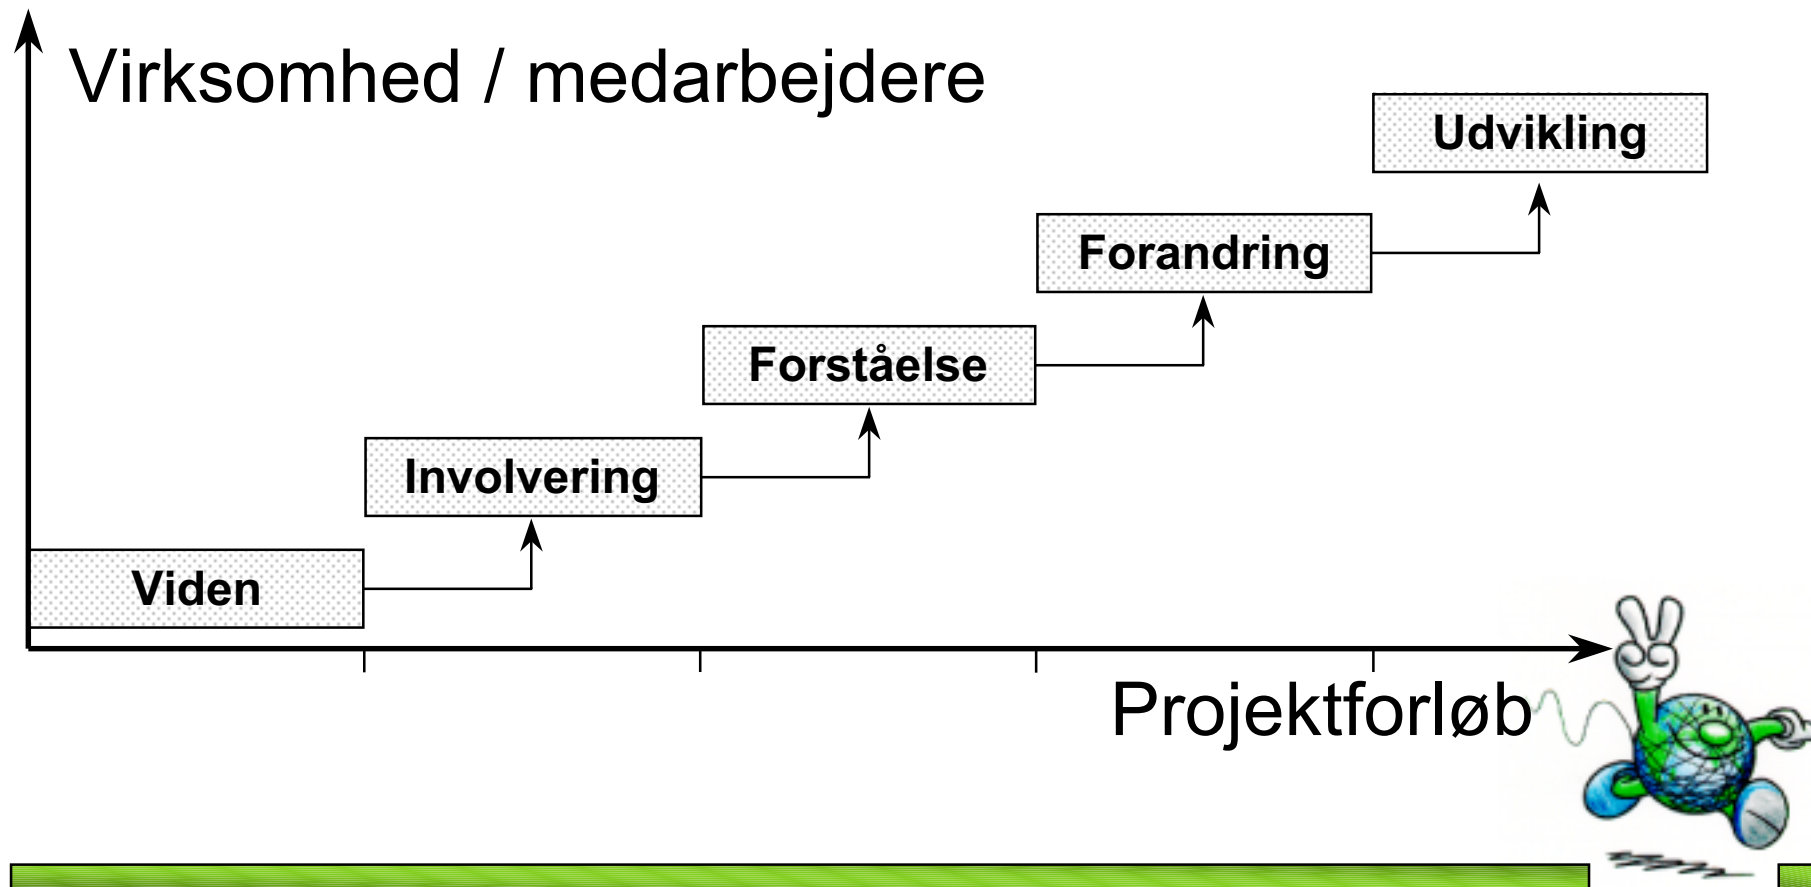 Virksomhed / medarbejdere
Udvikling
Forandring
Forståelse
Involvering
Viden
Projektforløb